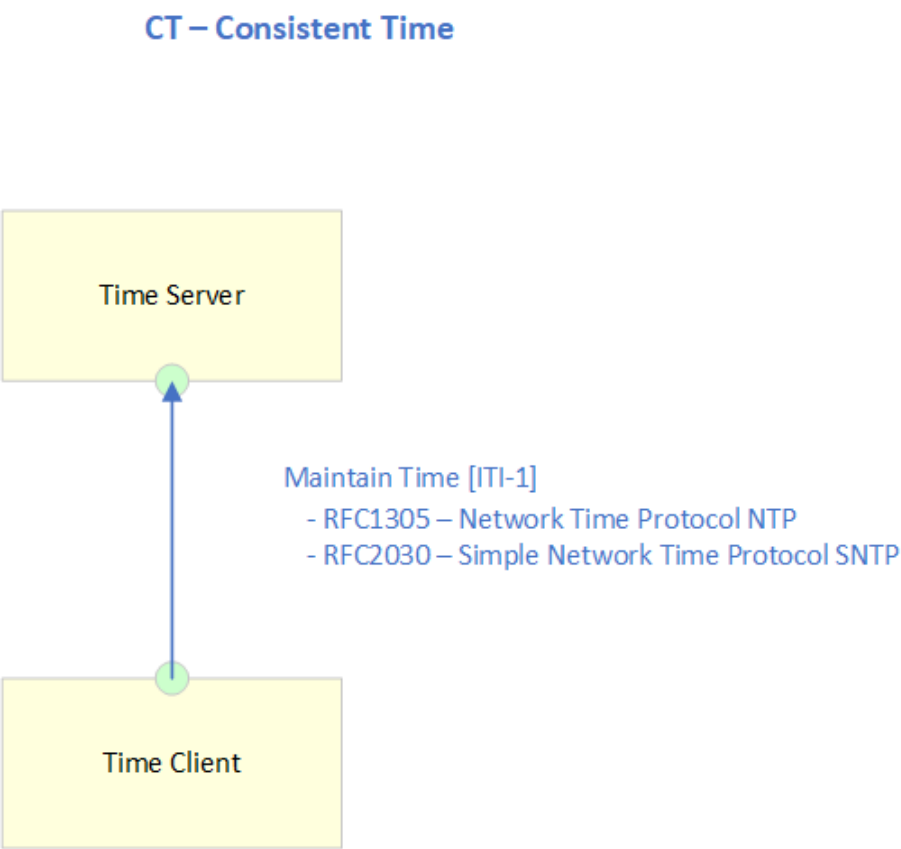 CT – Consistent Time
Time Server
Maintain Time [ITI-1]
- RFC1305 – Network Time Protocol NTP
- RFC2030 – Simple Network Time Protocol SNTP
Time Client